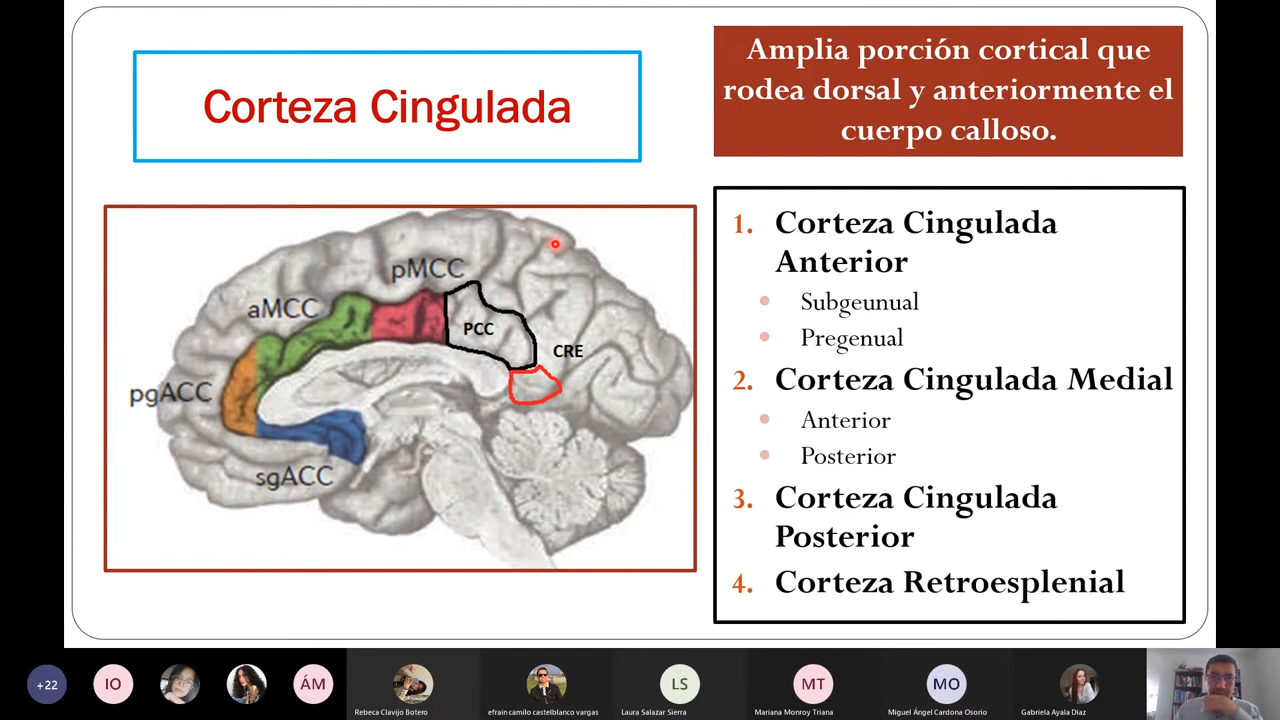 Corteza Cingulada
Amplia porción cortical que
rodea dorsal y anteriormente el
cuerpo calloso.
pMCC
aMCC
PCC
CRE
pgACC
sgACC
1. Corteza Cingulada
Anterior
• Subgeunual
• Pregenual
2. Corteza Cingulada Medial
• Anterior
• Posterior
3. Corteza Cingulada
Posterior
4. Corteza Retroesplenial
+22
IO
ÁM
LS
MT
MO
Rebeca Clavijo Botero
efrain camilo castelblanco vargas
Laura Salazar Sierra
Mariana Monroy Triana
Miguel Ángel Cardona Osorio
Gabriela Ayala Diaz